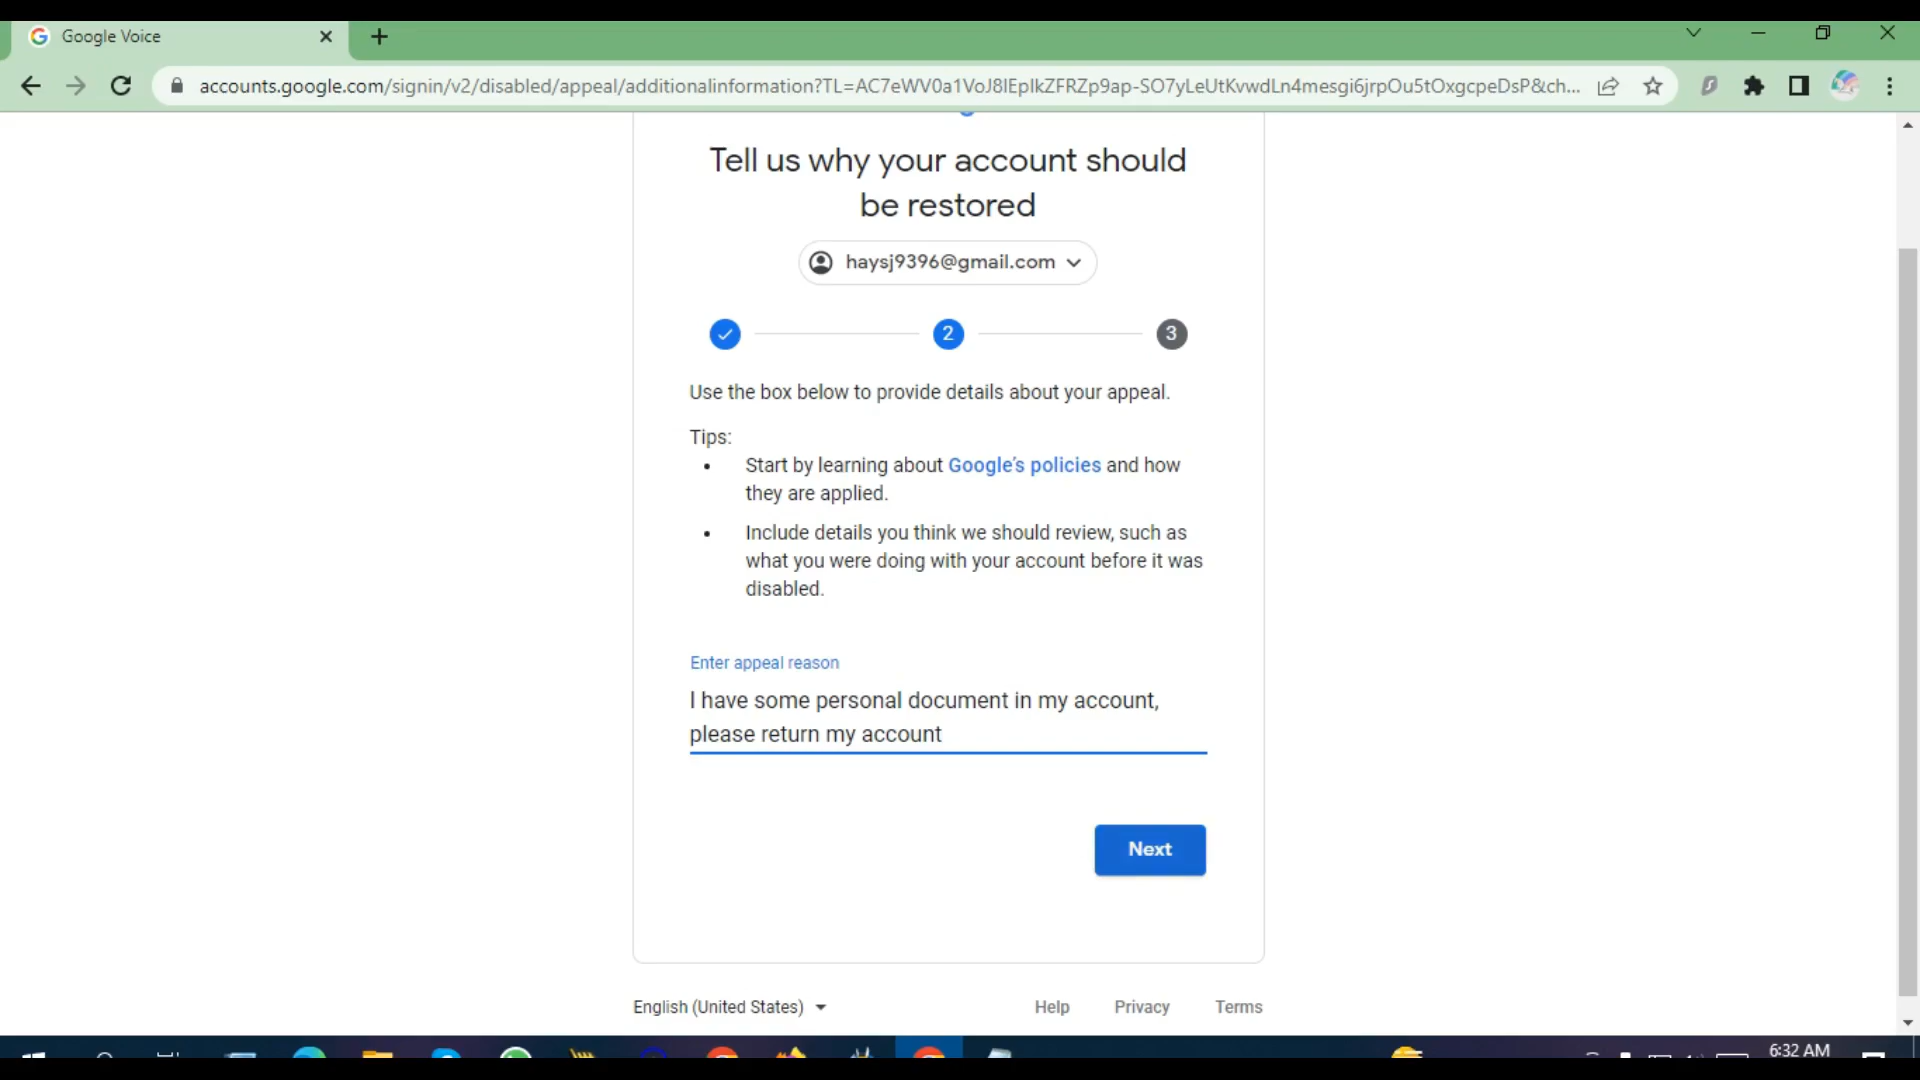 Google Voice
accounts.google.com/signin/v2/disabled/appeal/additionalinformation?TL=AC7eWV0a1VoJ8lEpIkZFRZp9ap-SO7yLeUtKvwdLn4mesgi6jrpOu5tOxgcpeDsP&ch...
Tell us why your account should
be restored
haysj9396@gmail.com
2
3
Use the box below to provide details about your appeal.
Tips:
• Start by learning about Google's policies and how
they are applied.
• Include details you think we should review, such as
what you were doing with your account before it was
disabled.
Enter appeal reason
I have some personal document in my account,
please return my account
Next
English (United States)
Help Privacy Terms
6:32 AM